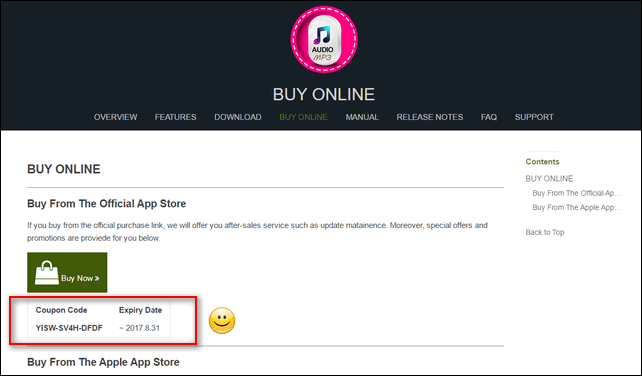 AUDIO
MP3
BUY ONLINE
OVERVIEW FEATURES DOWNLOAD BUY ONLINE MANUAL RELEASE NOTES FAQ SUPPORT
BUY ONLINE
Buy From The Official App Store
If you buy from the official purchase link, we will offer you after-sales service such as update matainence. Moreover, special offers and
promotions are proviede for you below.
Buy Now »
Coupon Code Expiry Date
YISW-SV4H-DFDF ~ 2017.8.31
Buy From The Apple App Store
Contents
BUY ONLINE
Buy From The Official Ap...
Buy From The Apple App...
Back to Top